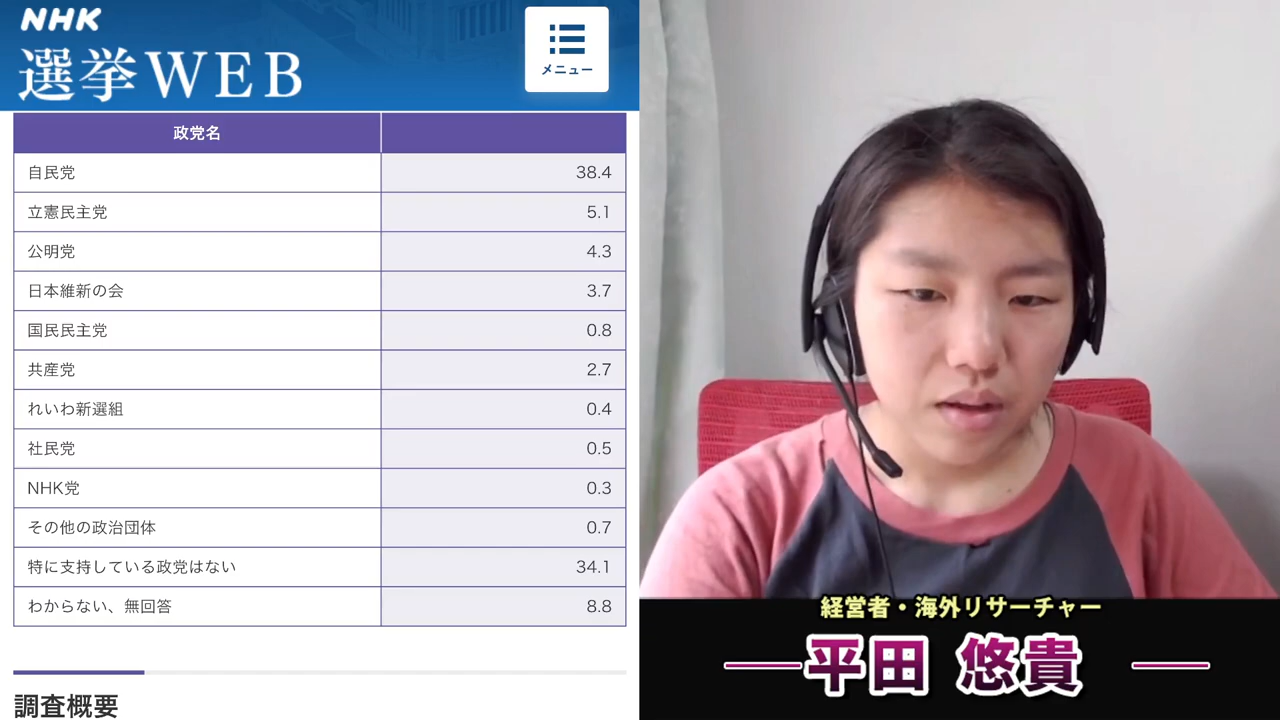 NHK
選挙WEB
メニュー
政党名
自民党 38.4
立憲民主党 5.1
公明党 4.3
日本維新の会 3.7
国民民主党 0.8
共産党 2.7
れいわ新選組 0.4
社民党 0.5
NHK党 0.3
その他の政治団体 0.7
特に支持している政党はない 34.1
わからない、無回答 8.8
調査概要
経営者・海外リサーチャー
平田 悠貴